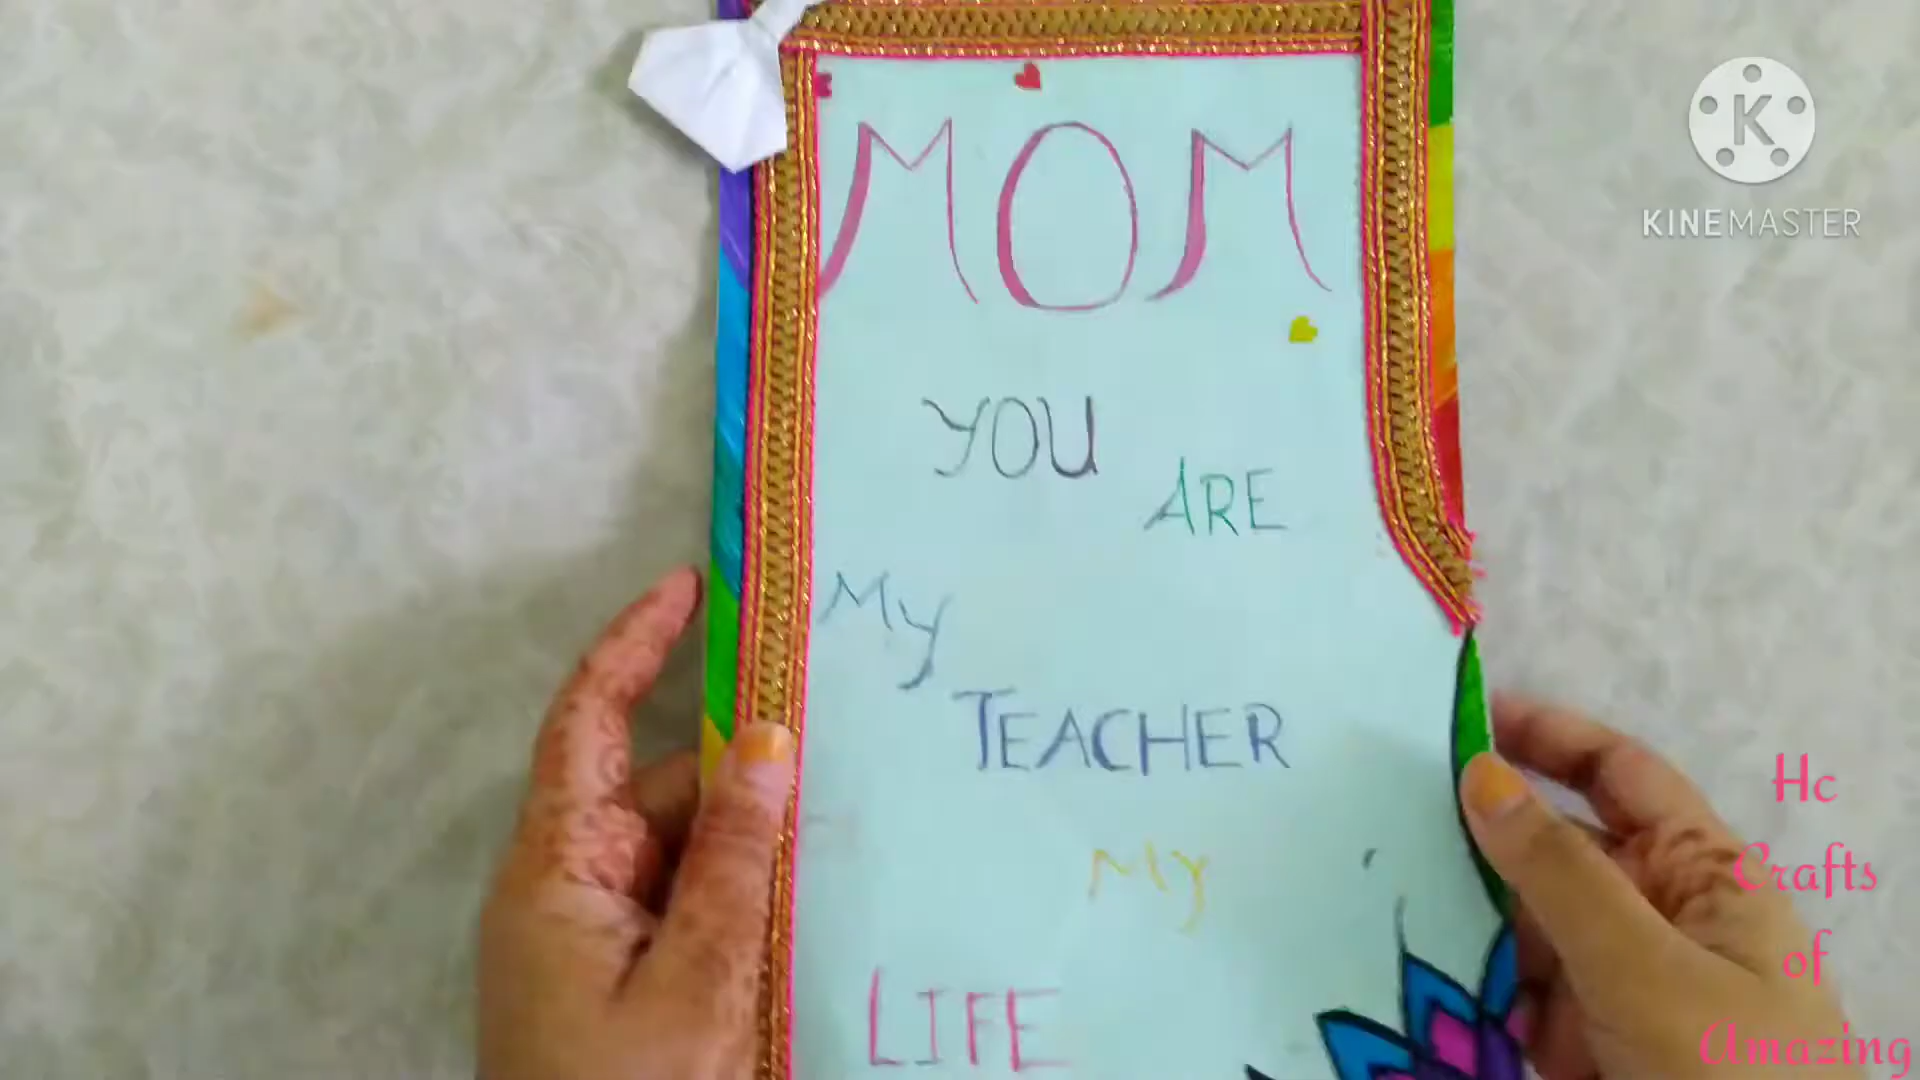 MOM
YOU
ARE
My
TEACHER
My
LIFE
K
KINEMASTER
Hc
Crafts
of
Amazing